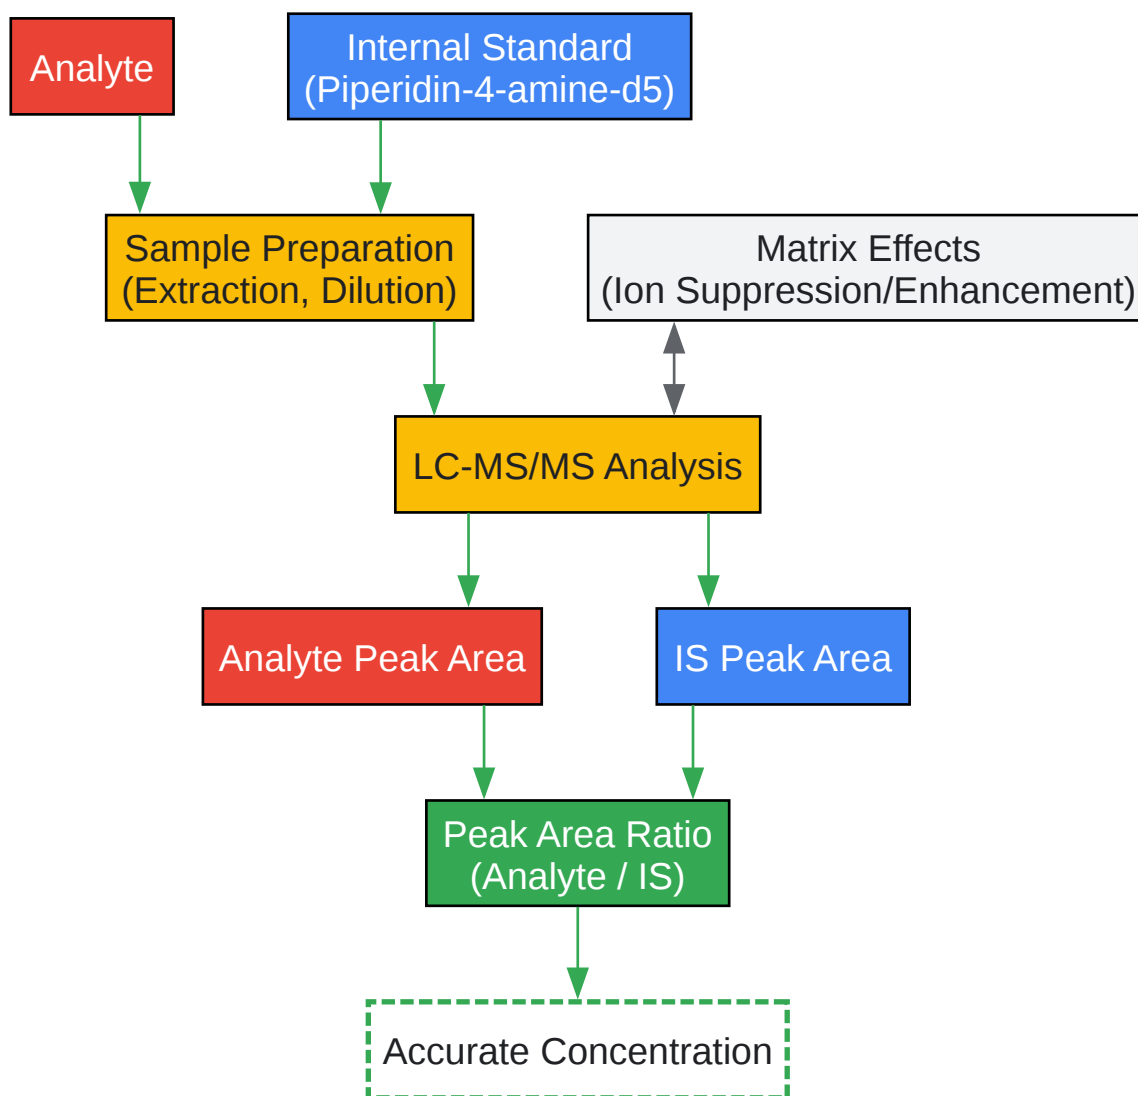 Analyte
Internal Standard
(Piperidin-4-amine-d5)
Sample Preparation
(Extraction, Dilution)
Matrix Effects
(Ion Suppression/Enhancement)
LC-MS/MS Analysis
Analyte Peak Area
IS Peak Area
Peak Area Ratio
(Analyte / IS)
Accurate Concentration